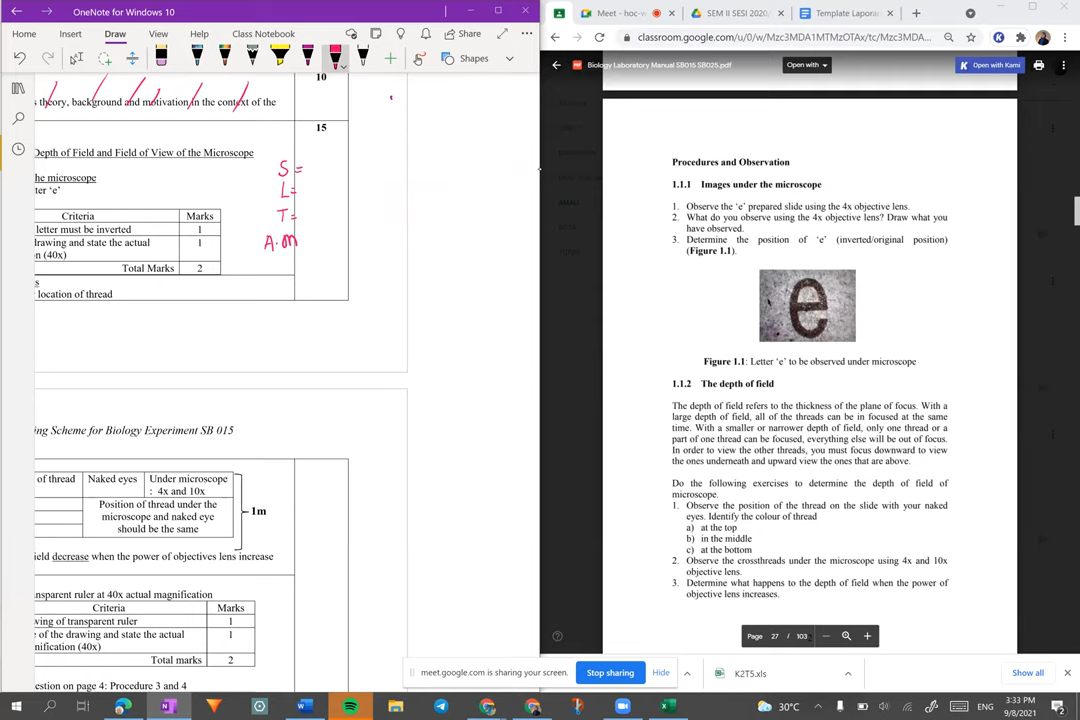 OneNote for Windows 10
Home Insert Draw View Help Class Notebook Share
Shapes
10
s theory, background and motivation in the context of the
15
Depth of Field and Field of View of the Microscope
the microscope
etter 'e'
Criteria Marks
letter must be inverted 1
drawing and state the actual 1
on (40x)
Total Marks 2
s
r location of thread
S =
L =
T =
A.m
ing Scheme for Biology Experiment SB 015
of thread Naked eyes Under microscope
: 4x and 10x
Position of thread under the
microscope and naked eye
should be the same
1m
ield decrease when the power of objectives lens increase
ansparent ruler at 40x actual magnification
Criteria Marks
wing of transparent ruler 1
e of the drawing and state the actual 1
nification (40x)
Total marks 2
estion on page 4: Procedure 3 and 4
Meet - hoc-w
SEM II SESI 2020/
Template Lapora
classroom.google.com/u/0/w/Mzc3MDA1MTMzOTAx/tc/Mzc3MDA...
Biology Laboratory Manual SB015 SB025.pdf
Open with
Open with Kami
Procedures and Observation
1.1.1 Images under the microscope
1. Observe the 'e' prepared slide using the 4x objective lens.
2. What do you observe using the 4x objective lens? Draw what you
have observed.
3. Determine the position of 'e' (inverted/original position)
(Figure 1.1).
e
Figure 1.1: Letter 'e' to be observed under microscope
1.1.2 The depth of field
The depth of field refers to the thickness of the plane of focus. With a
large depth of field, all of the threads can be in focused at the same
time. With a smaller or narrower depth of field, only one thread or a
part of one thread can be focused, everything else will be out of focus.
In order to view the other threads, you must focus downward to view
the ones underneath and upward view the ones that are above.
Do the following exercises to determine the depth of field of
microscope.
1. Observe the position of the thread on the slide with your naked
eyes. Identify the colour of thread
a) at the top
b) in the middle
c) at the bottom
2. Observe the crossthreads under the microscope using 4x and 10x
objective lens.
3. Determine what happens to the depth of field when the power of
objective lens increases.
Page 27 / 103
meet.google.com is sharing your screen.
Stop sharing
Hide
K2T5.xls
Show all
30°C
ENG
3:33 PM
9/8/2021